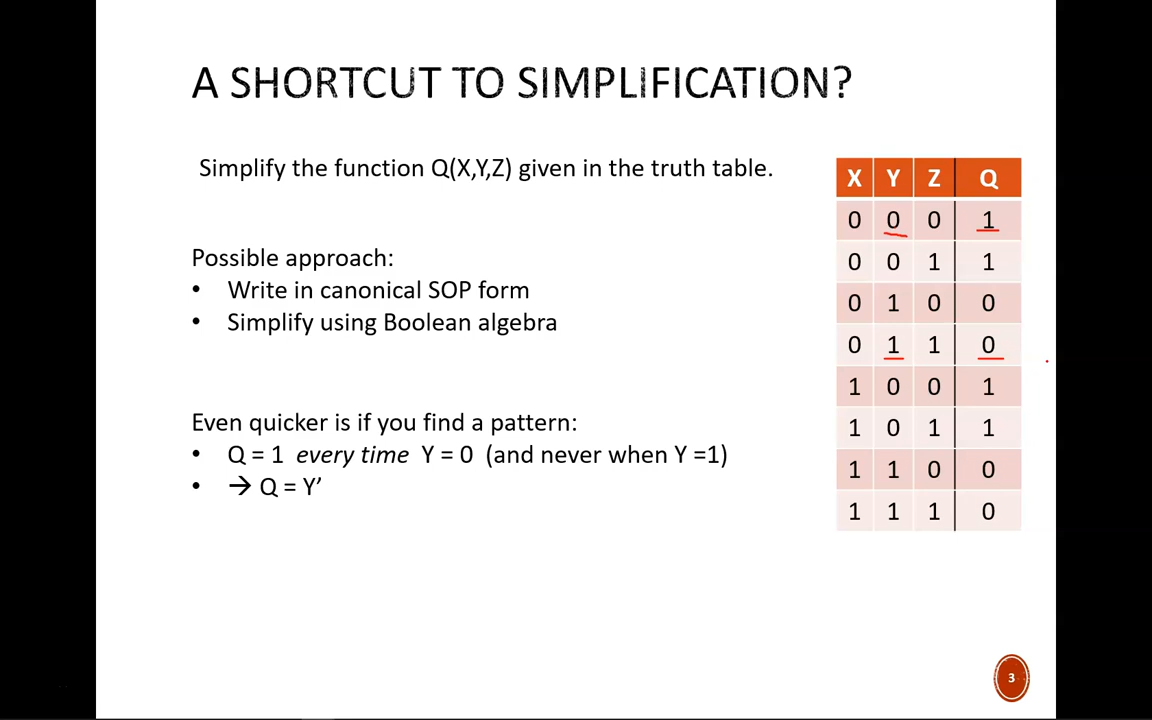 A SHORTCUT TO SIMPLIFICATION?
Simplify the function Q(X,Y,Z) given in the truth table.
Possible approach:
• Write in canonical SOP form
• Simplify using Boolean algebra
Even quicker is if you find a pattern:
• Q = 1 every time Y = 0 (and never when Y =1)
• → Q = Y’
X Y Z Q
0 0 0 1
0 0 1 1
0 1 0 0
0 1 1 0
1 0 0 1
1 0 1 1
1 1 0 0
1 1 1 0
3